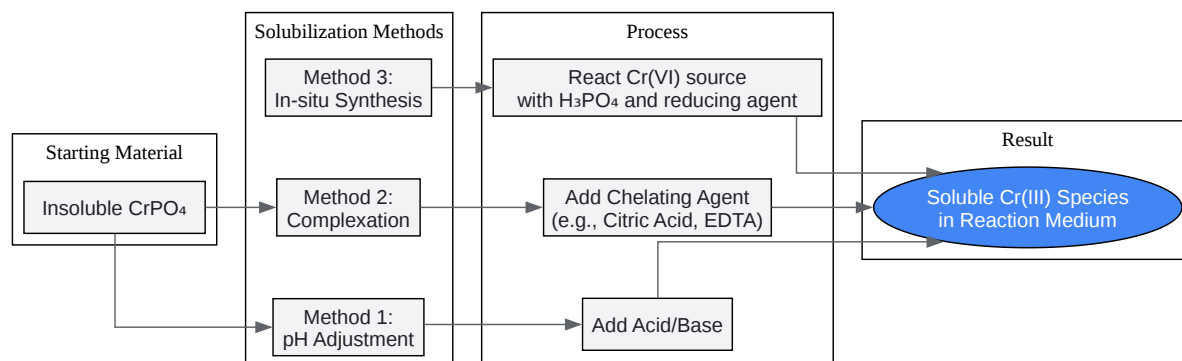 Solubilization Methods
Process
Method 3:
In-situ Synthesis
React Cr(VI) source
with H₃PO₄ and reducing agent
Starting Material
Result
Insoluble CrPO₄
Method 2:
Complexation
Add Chelating Agent
(e.g., Citric Acid, EDTA)
Soluble Cr(III) Species
in Reaction Medium
Method 1:
pH Adjustment
Add Acid/Base